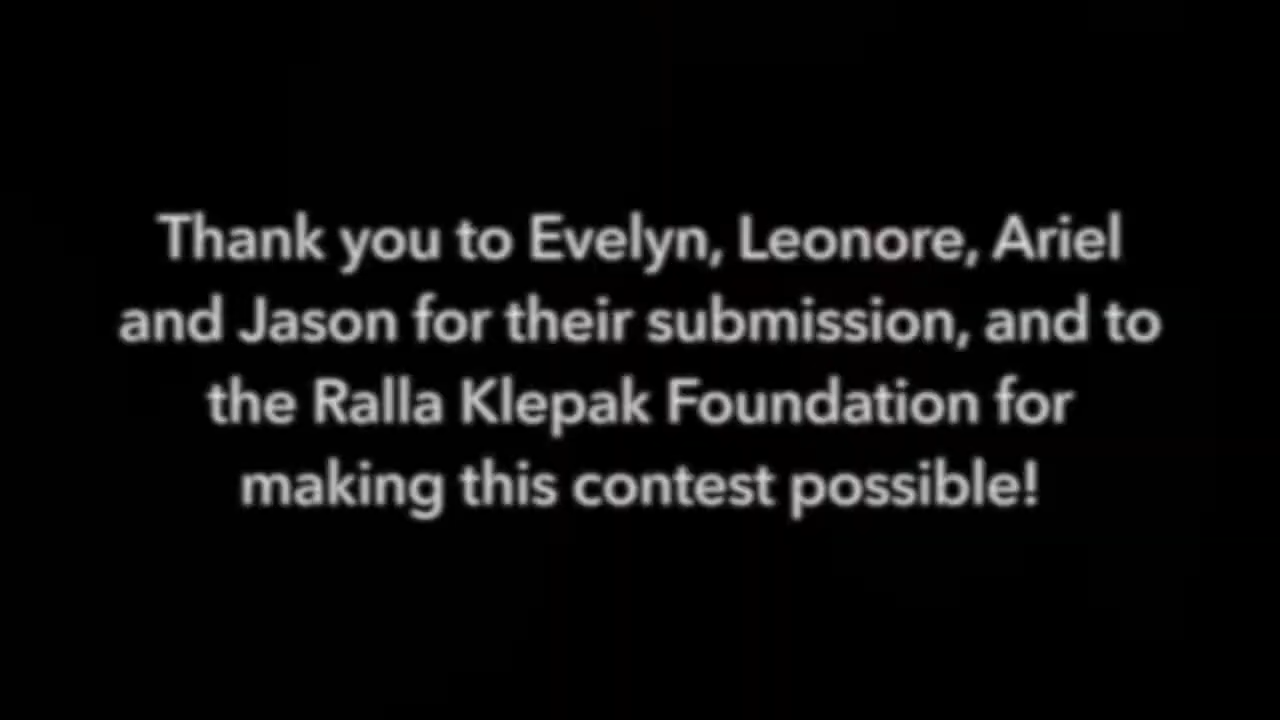 Thank you to Evelyn, Leonore, Ariel
and Jason for their submission, and to
the Ralla Klepak Foundation for
making this contest possible!